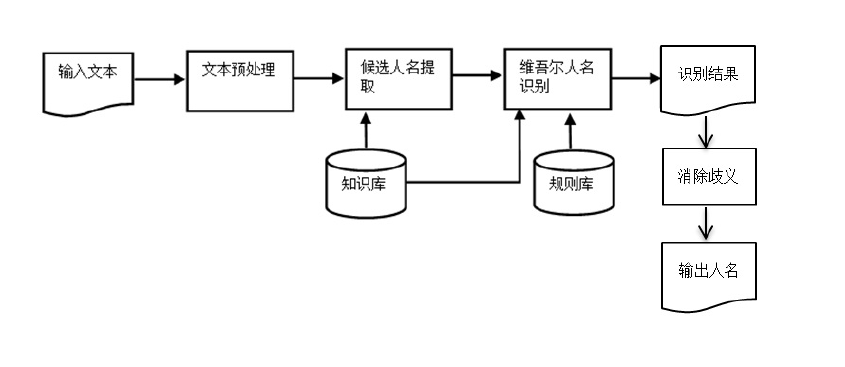 输入文本
文本预处理
候选人名提
取
维吾尔人名
识别
识别结果
知识库
规则库
消除歧义
输出人名